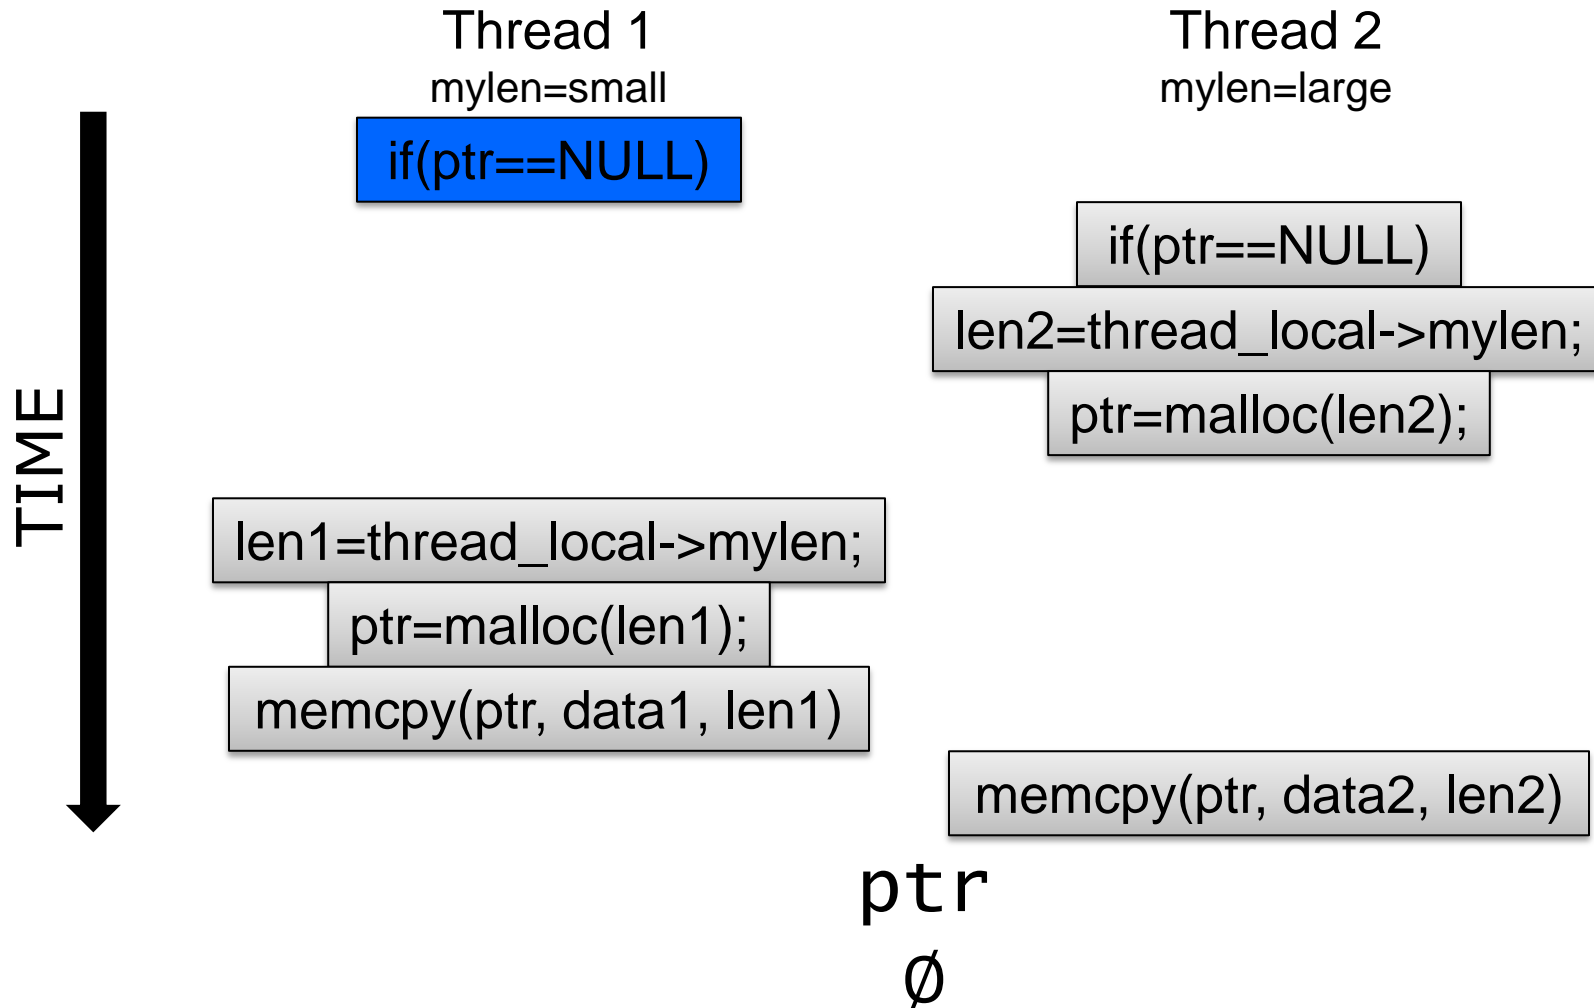 Thread 1
mylen=small
Thread 2
mylen=large
TIME
if(ptr==NULL)
if(ptr==NULL)
len2=thread_local->mylen;
ptr=malloc(len2);
len1=thread_local->mylen;
ptr=malloc(len1);
memcpy(ptr, data1, len1)
memcpy(ptr, data2, len2)
ptr
∅